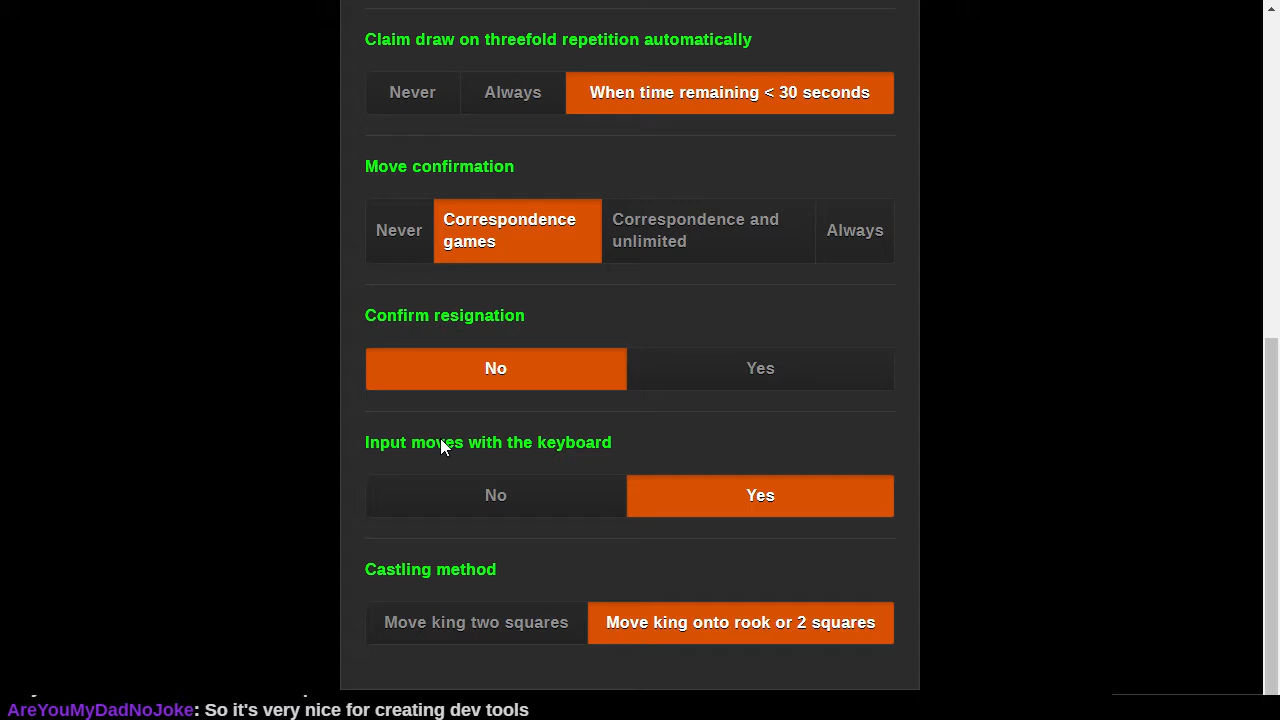 Claim draw on threefold repetition automatically
Never Always When time remaining < 30 seconds
Move confirmation
Never Correspondence games Correspondence and unlimited Always
Confirm resignation
No Yes
Input moves with the keyboard
No Yes
Castling method
Move king two squares Move king onto rook or 2 squares
AreYouMyDadNoJoke: So it's very nice for creating dev tools